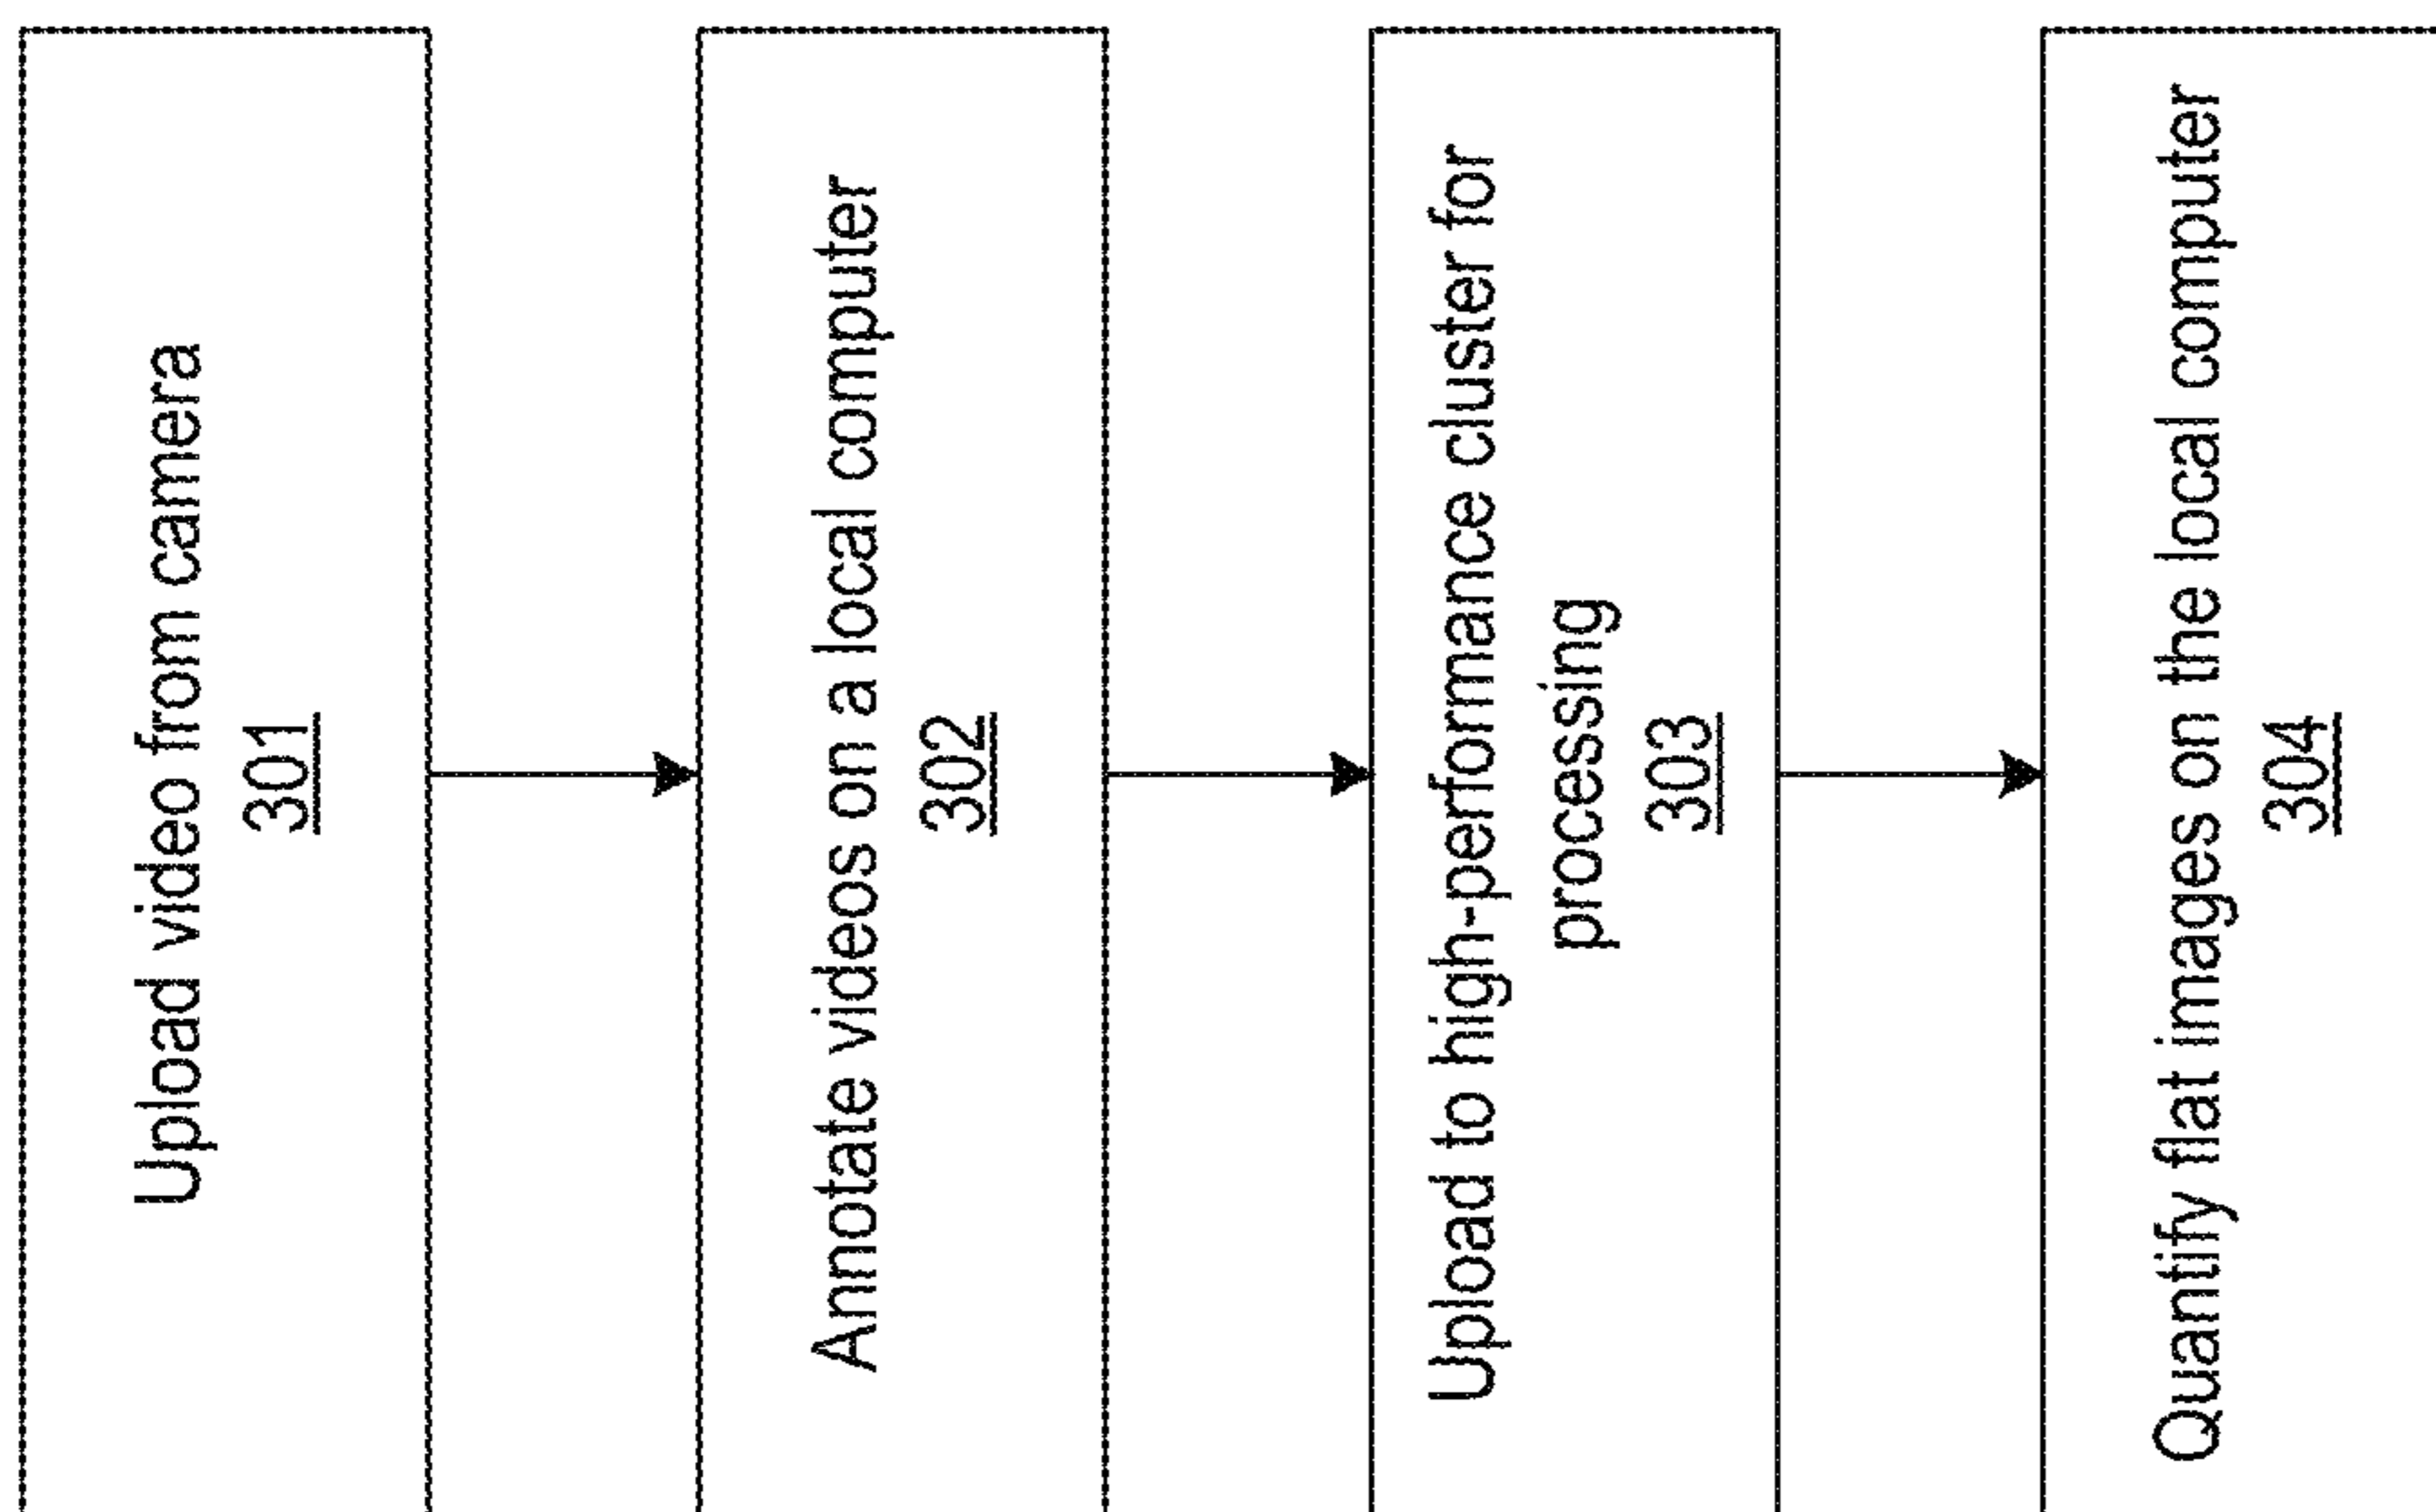 Upload video from camera
301
Annotate videos on a local computer
302
Upload to high-performance cluster for
processing
303
Quantify flat images on the local computer
304